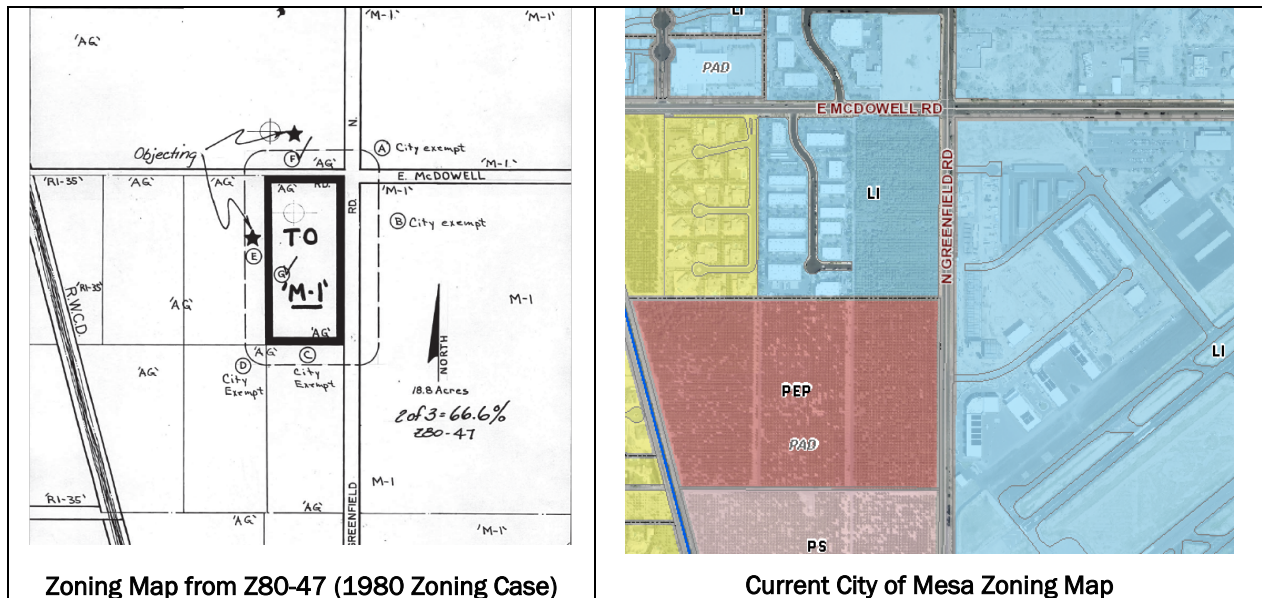 'AG'
'M-1'
'M-1'
Objecting
N.
F
'AG'
A City exempt
'M-1'
'R1-35'
'AG'
'AG'
'AG'
RD.
E. McDOWELL
'M-1'
RD.
B City exempt
TO
E
G
'M-1'
'R1-35'
R.W.C.D.
'AG'
M-1
'AG'
'AG'
C
D
City
Exempt
City
Exempt
NORTH
18.8 Acres
2 of 3 = 66.6%
Z80-47
'AG'
M-1
'R1-35'
'AG'
'AG'
GREENFIELD
'M-1'
Zoning Map from Z80-47 (1980 Zoning Case)
LI
PAD
E MCDOWELL RD
N GREENFIELD RD
LI
LI
PEP
PAD
PS
Current City of Mesa Zoning Map